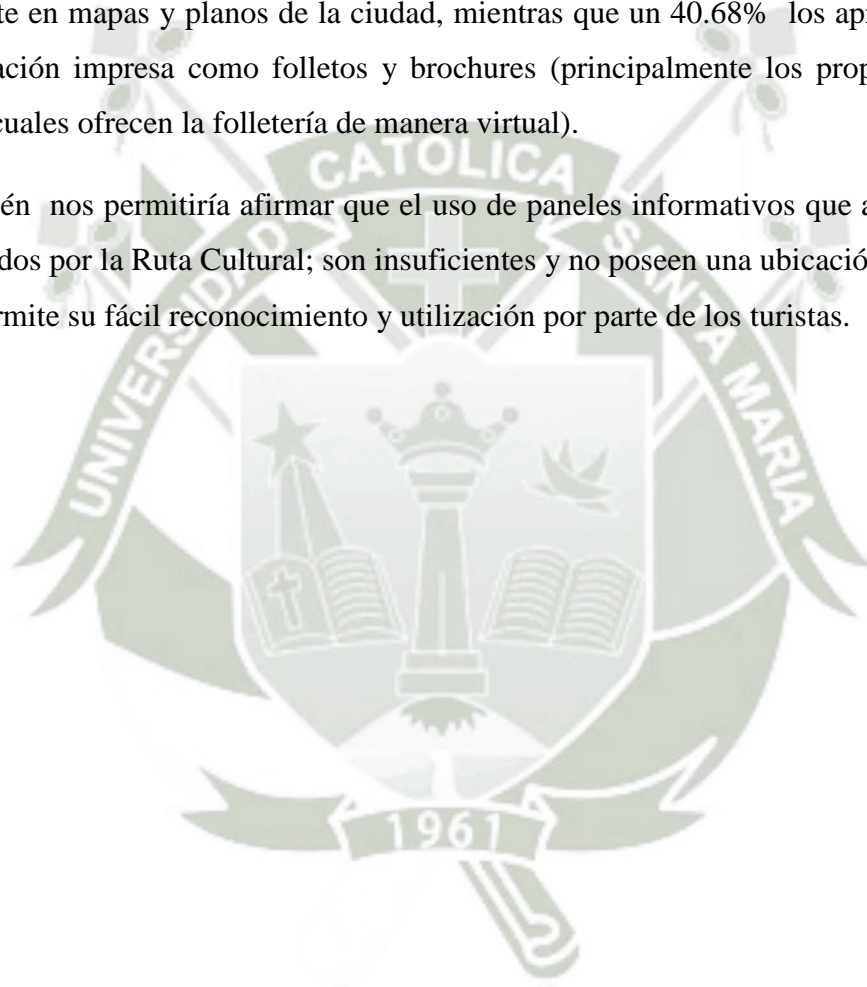 te en mapas y planos de la ciudad, mientras que un 40.68% los ap
ación impresa como folletos y brochures (principalmente los prop
cuales ofrecen la folletería de manera virtual).
én nos permitiría afirmar que el uso de paneles informativos que a
dos por la Ruta Cultural; son insuficientes y no poseen una ubicació
rmite su fácil reconocimiento y utilización por parte de los turistas.
UNIVERSIDAD CATOLICA SANTA MARIA
1961